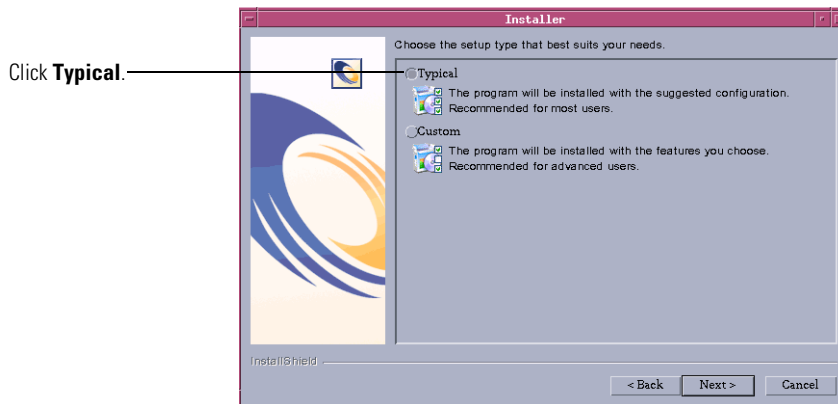 Installer
Choose the setup type that best suits your needs.
Click Typical.
Typical
The program will be installed with the suggested configuration.
Recommended for most users.
Custom
The program will be installed with the features you choose.
Recommended for advanced users.
InstallShield
< Back
Next >
Cancel